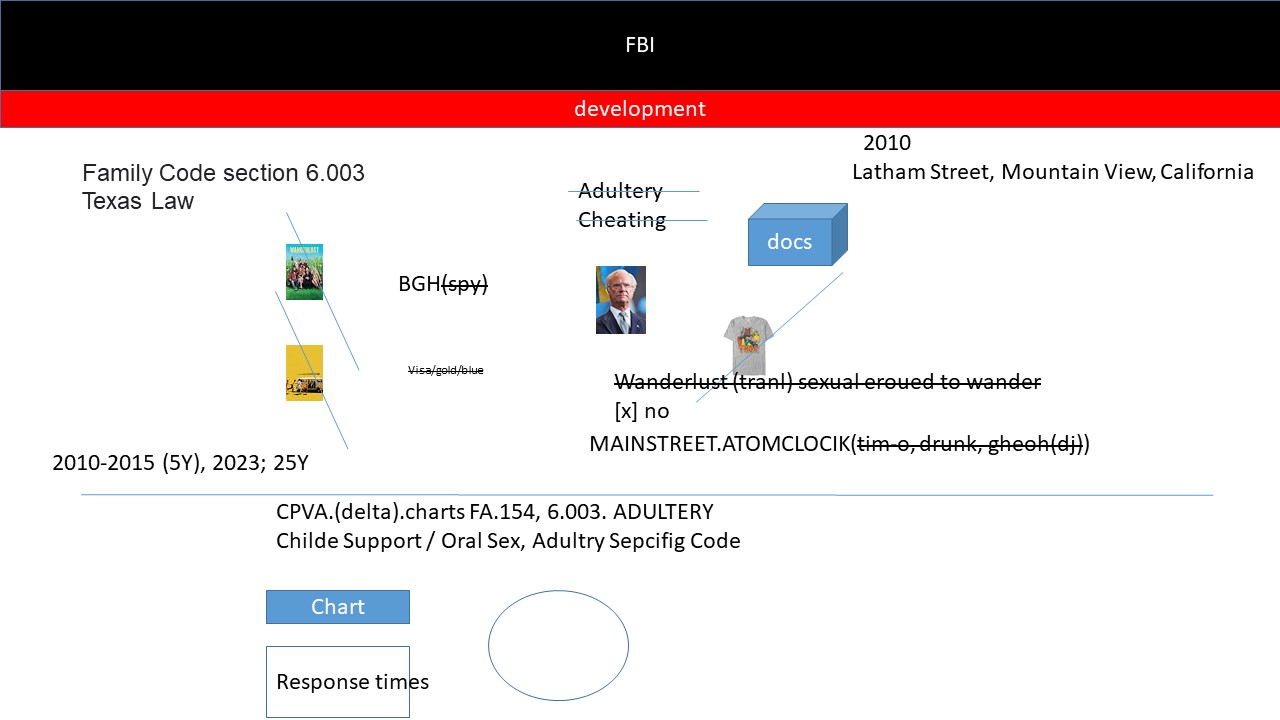 FBI
development
2010
Latham Street, Mountain View, California
Family Code section 6.003
Texas Law
Adultery
Cheating
docs
WANDERLUST
BGH(spy)
Visa/gold/blue
Wanderlust (tranl) sexual eroued to wander
[x] no
MAINSTREET.ATOMCLOCIK(tim-o, drunk, gheoh(dj))
2010-2015 (5Y), 2023; 25Y
CPVA.(delta).charts FA.154, 6.003. ADULTERY
Childe Support / Oral Sex, Adultry Sepcifig Code
Chart
Response times